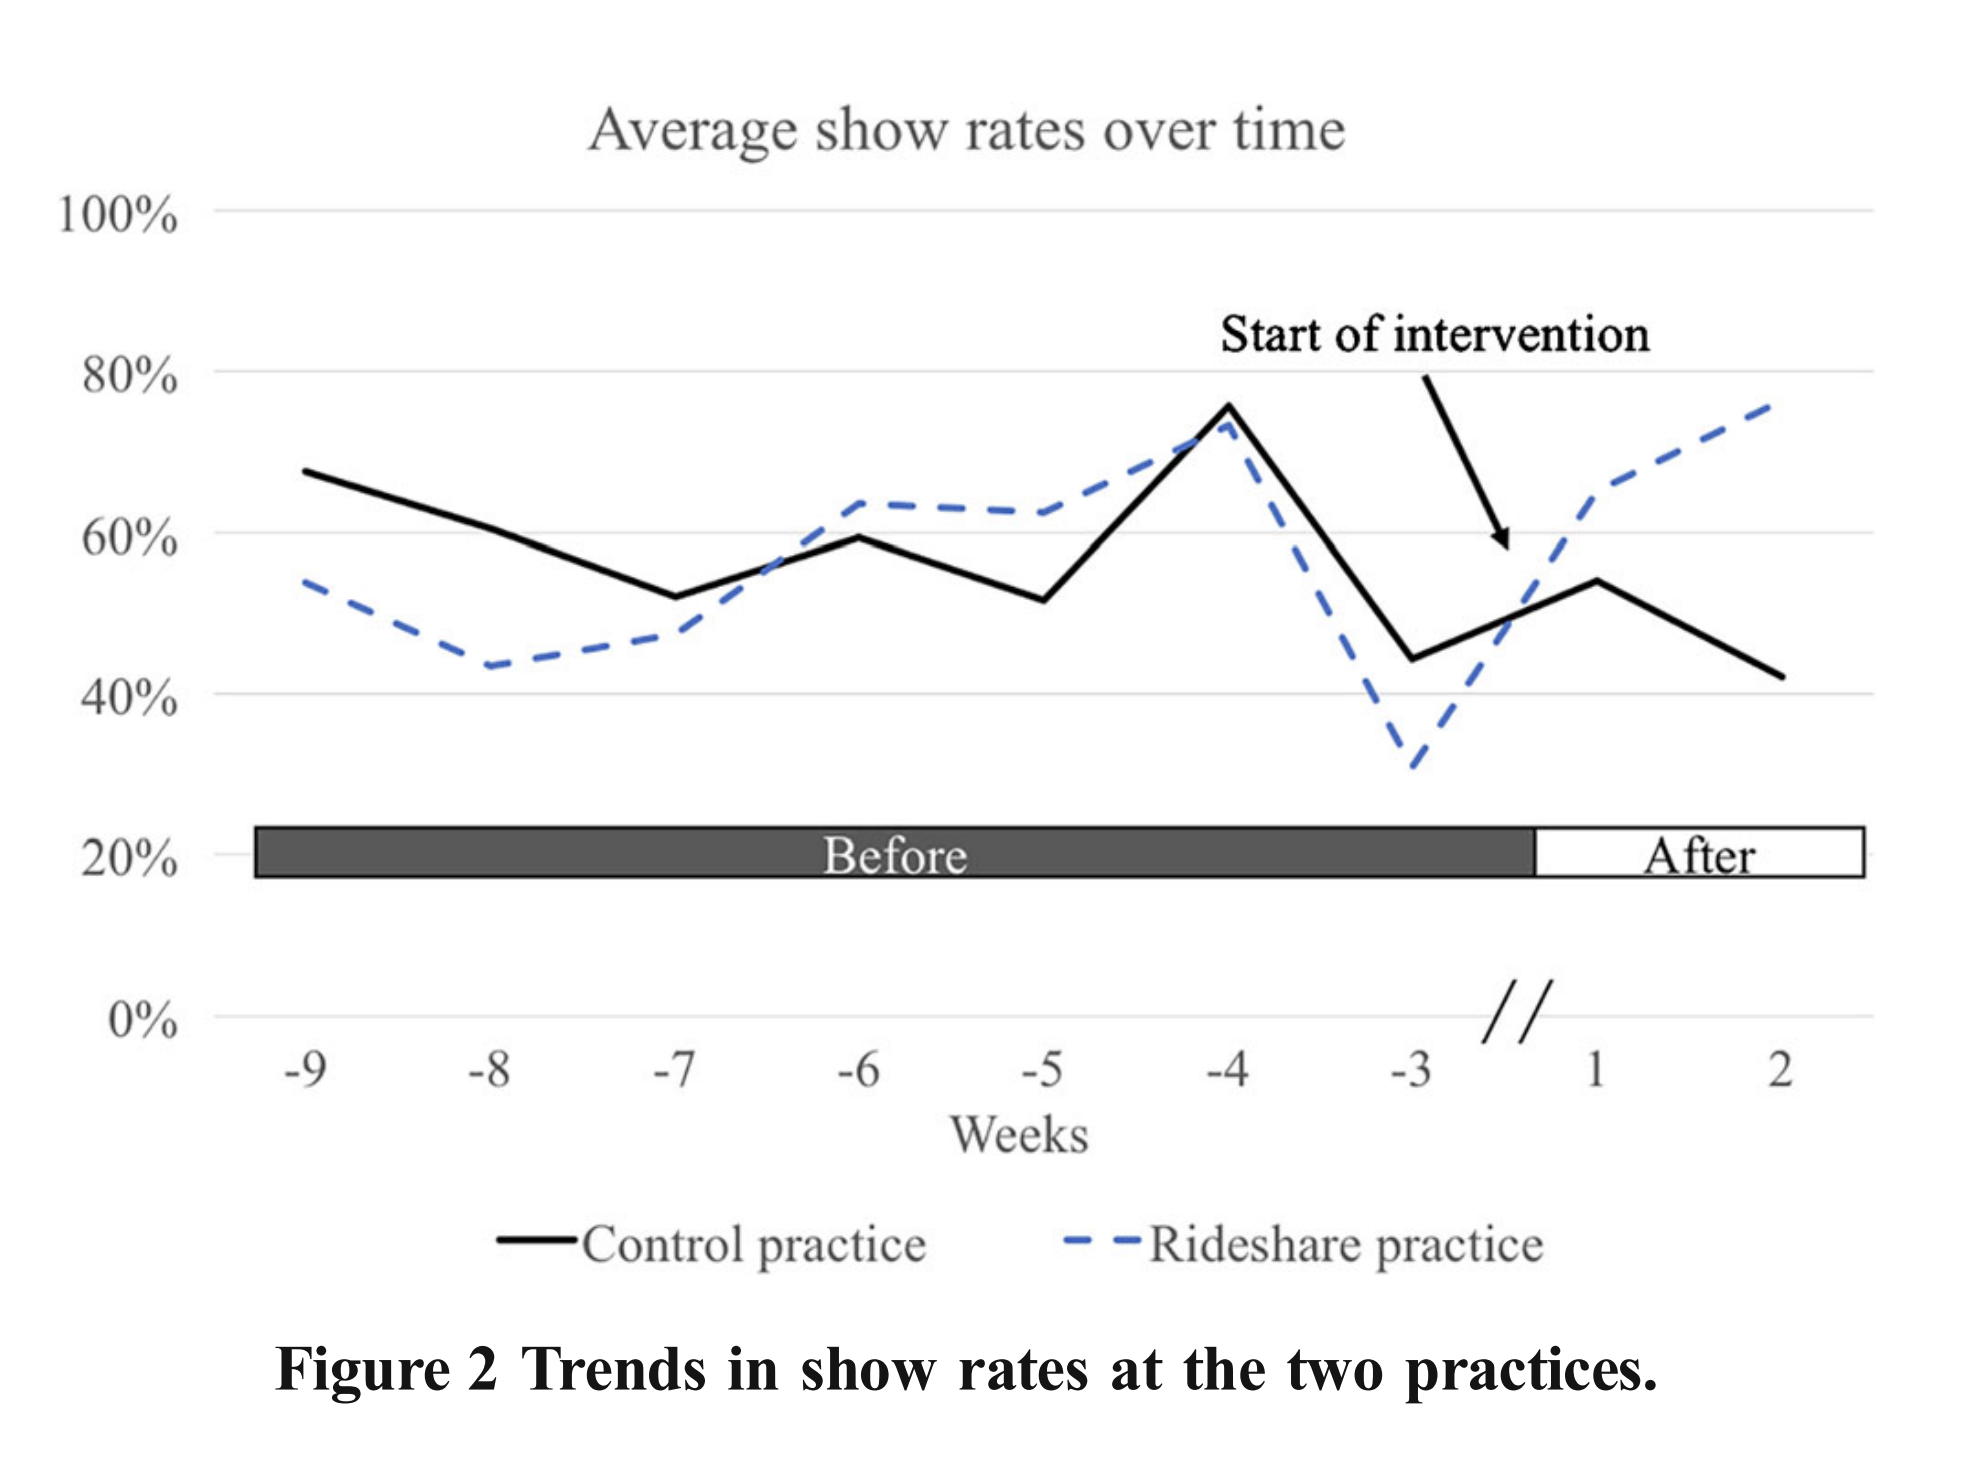 Average show rates over time
100%
80%
60%
40%
20%
0%
Start of intervention
Before
After
-9 -8 -7 -6 -5 -4 -3 1 2
Weeks
Control practice
Rideshare practice
Figure 2 Trends in show rates at the two practices.